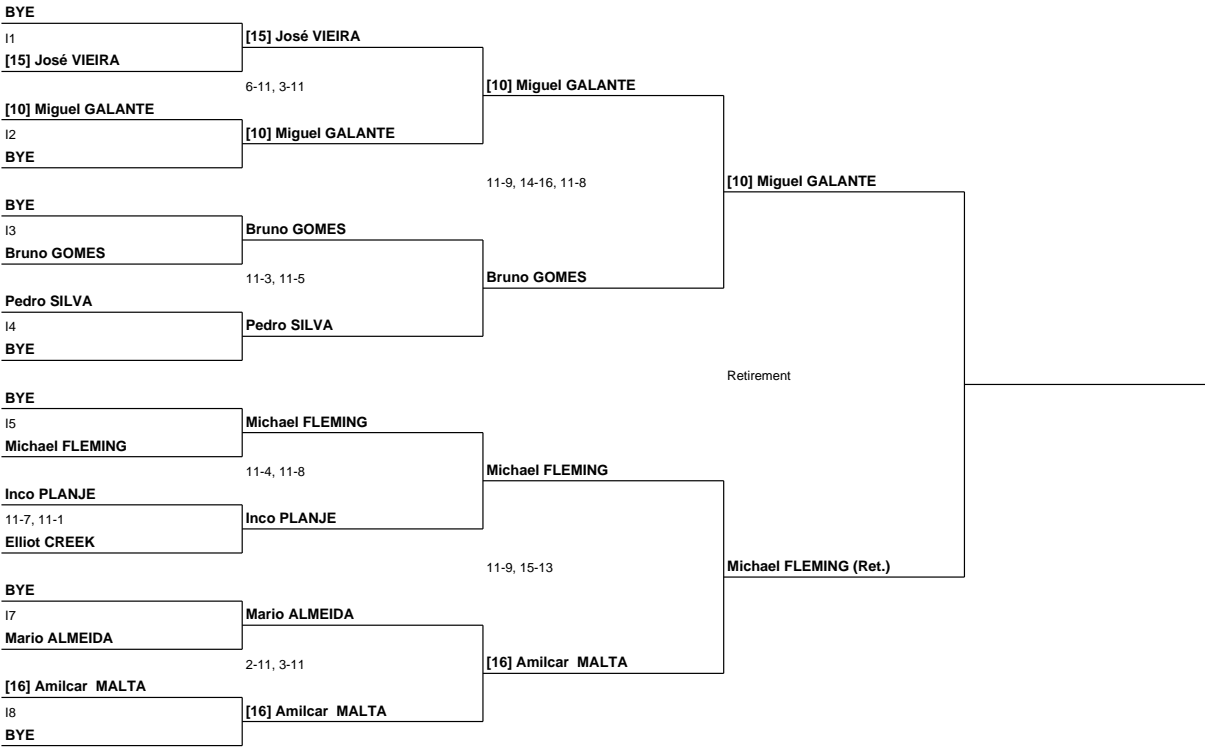 BYE
I1
[15] José VIEIRA
[15] José VIEIRA
6-11, 3-11
[10] Miguel GALANTE
[10] Miguel GALANTE
I2
[10] Miguel GALANTE
BYE
11-9, 14-16, 11-8
[10] Miguel GALANTE
BYE
I3
Bruno GOMES
Bruno GOMES
11-3, 11-5
Bruno GOMES
Pedro SILVA
I4
Pedro SILVA
BYE
Retirement
BYE
I5
Michael FLEMING
Michael FLEMING
11-4, 11-8
Michael FLEMING
Inco PLANJE
11-7, 11-1
Inco PLANJE
Elliot CREEK
11-9, 15-13
Michael FLEMING (Ret.)
BYE
I7
Mario ALMEIDA
Mario ALMEIDA
2-11, 3-11
[16] Amilcar  MALTA
[16] Amilcar  MALTA
I8
[16] Amilcar  MALTA
BYE